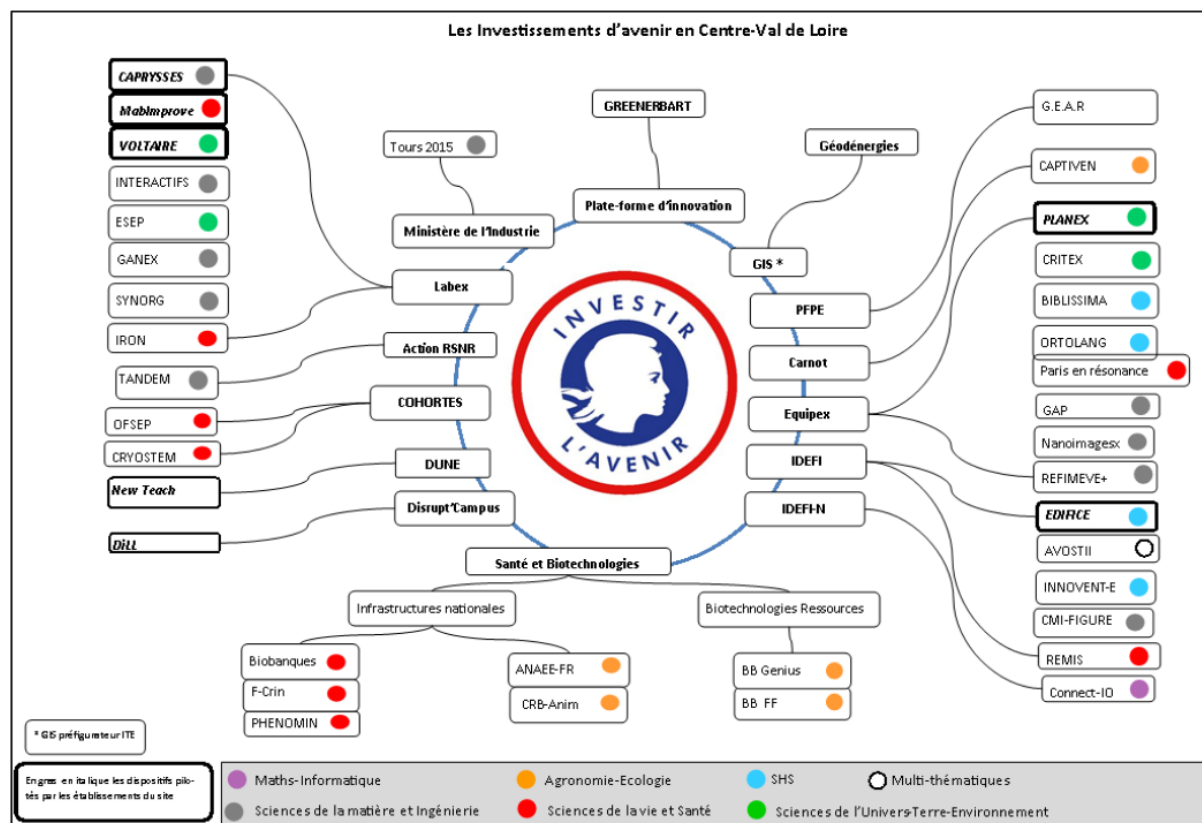 Les Investissements d'avenir en Centre-Val de Loire
CAPRYSSES
MabImprove
VOLTAIRE
INTERACTIFS
ESEP
GANEX
SYNORG
IRON
TANDEM
OFSEP
CRYOSTEM
New Teach
DiLL
Tours 2015
GREENERBART
Géodénergies
Plate-forme d'innovation
Ministère de l'Industrie
Labex
Action RSNR
COHORTES
DUNE
Disrupt'Campus
GIS *
PFPE
Carnot
Equipex
IDEFI
IDEFI-N
INVESTIR
L'AVENIR
G.E.A.R
CAPTIVEN
PLANEX
CRITEX
BIBLISSIMA
ORTOLANG
Paris en résonance
GAP
Nanoimagesx
REFIMEVE+
EDIFICE
AVOSTII
INNOVENT-E
CMI-FIGURE
REMIS
Connect-IO
Santé et Biotechnologies
Infrastructures nationales
Biotechnologies Ressources
Biobanques
F-Crin
PHENOMIN
ANAEE-FR
CRB-Anim
BB Genius
BB FF
* GIS préfigurateur ITE
En gras en italique les dispositifs pilo-
tés par les établissements du site
Maths-Informatique
Agronomie-Ecologie
SHS
Multi-thématiques
Sciences de la matière et Ingénierie
Sciences de la vie et Santé
Sciences de l'Univers-Terre-Environnement